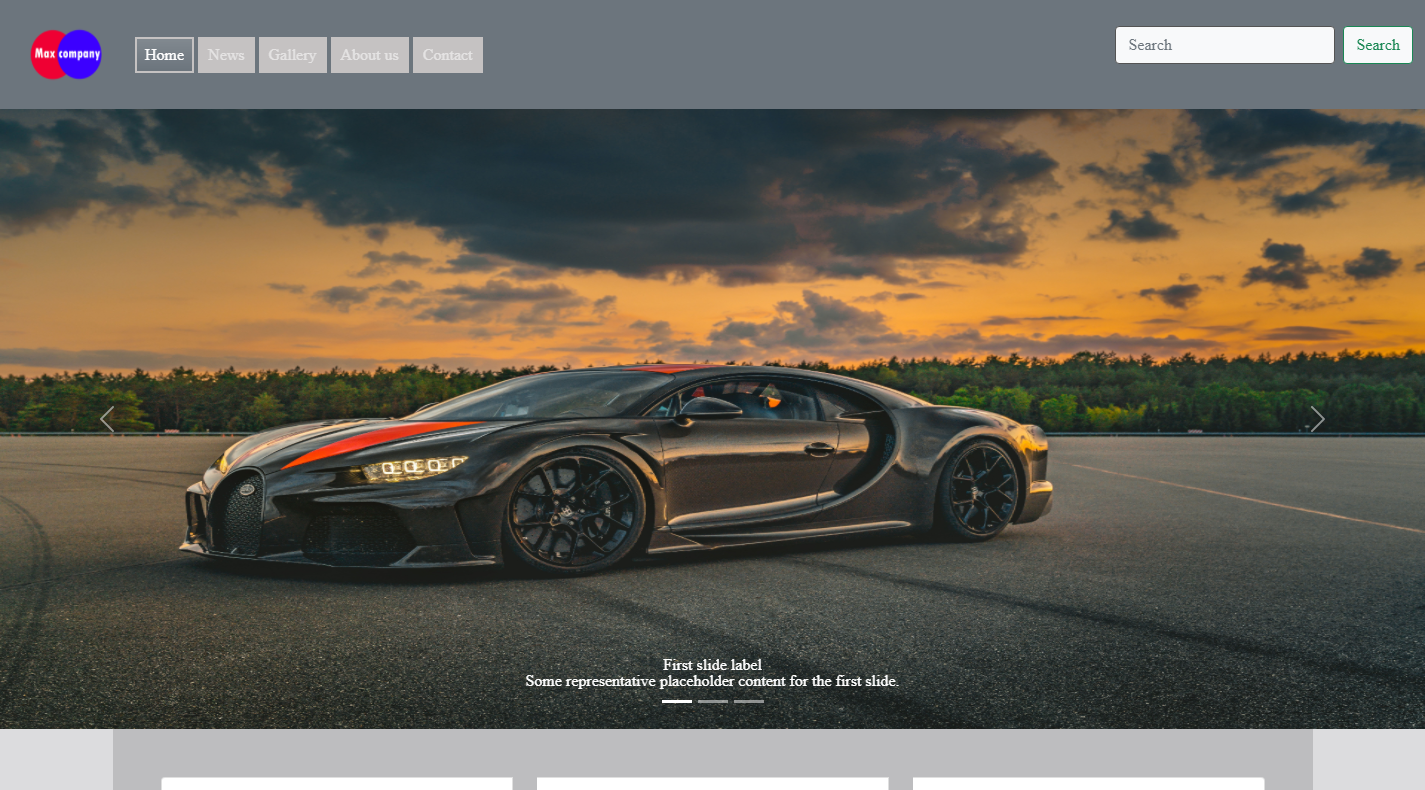 Max company
Home
News
Gallery
About us
Contact
Search
Search
First slide label
Some representative placeholder content for the first slide.